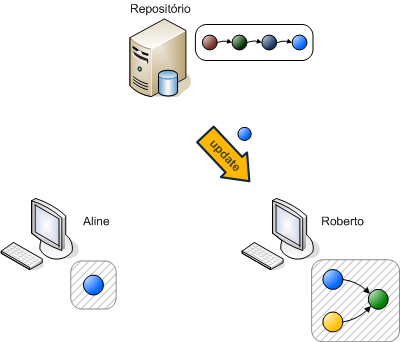 Repositório
update
Aline
Roberto